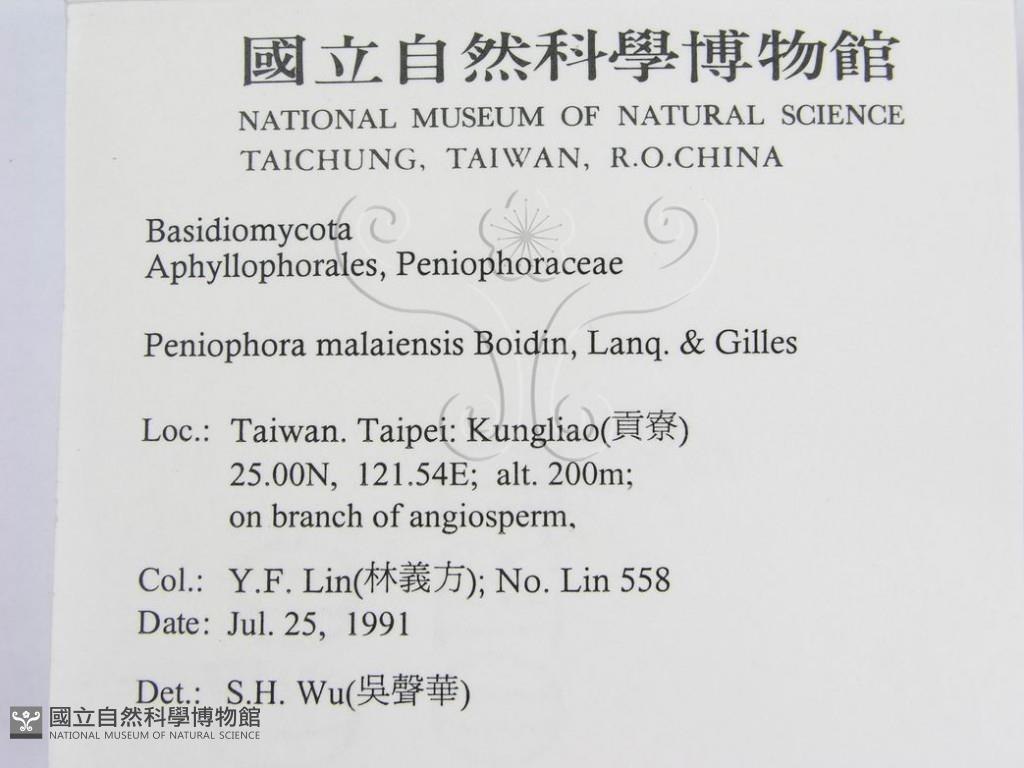 國立自然科學博物館
NATIONAL MUSEUM OF NATURAL SCIENCE
TAICHUNG, TAIWAN, R.O.CHINA
Basidiomycota
Aphyllophorales, Peniophoraceae
Peniophora malaiensis Boidin, Lanq. & Gilles
Loc.: Taiwan. Taipei: Kungliao(貢寮)
25.00N, 121.54E; alt. 200m;
on branch of angiosperm,
Col.: Y.F. Lin(林義方); No. Lin 558
Date: Jul. 25, 1991
Det.: S.H. Wu(吳聲華)
國立自然科學博物館
NATIONAL MUSEUM OF NATURAL SCIENCE